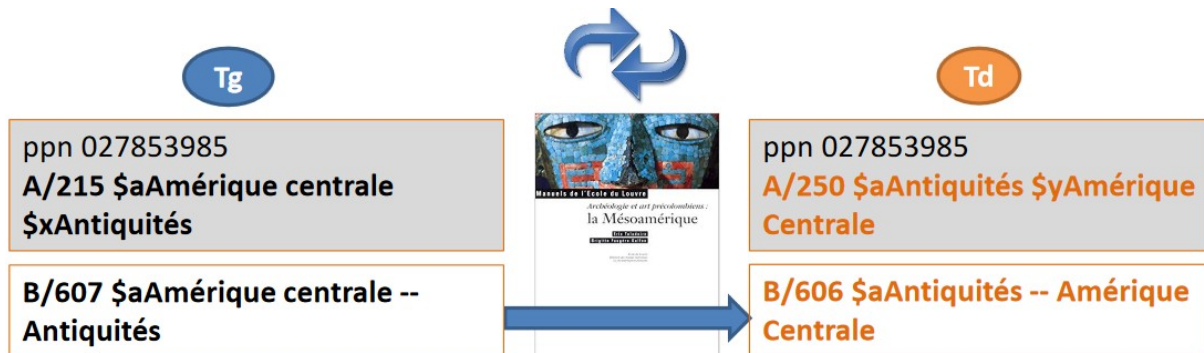 Tg
Td
ppn 027853985
A/215 $aAmérique centrale
$xAntiquités
B/607 $aAmérique centrale --
Antiquités
Manuels de l'Ecole du Louvre
Archéologie et art précolombiens :
la Mésoamérique
ppn 027853985
A/250 $aAntiquités $yAmérique
Centrale
B/606 $aAntiquités -- Amérique
Centrale